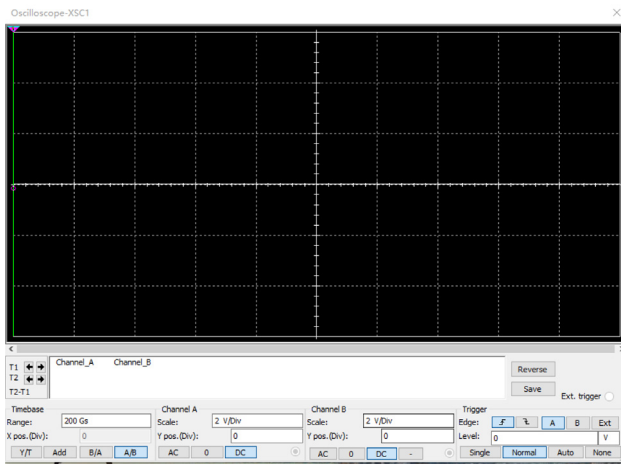 Oscilloscope-XSC1
T1
T2
T2-T1
Channel_A Channel_B
Reverse
Save
Ext. trigger
Timebase
Range: 200 Gs
X pos.(Div): 0
Y/T Add B/A A/B
Channel A
Scale: 2 V/Div
Y pos.(Div): 0
AC 0 DC
Channel B
Scale: 2 V/Div
Y pos.(Div): 0
AC 0 DC -
Trigger
Edge: A B Ext
Level: 0 V
Single Normal Auto None